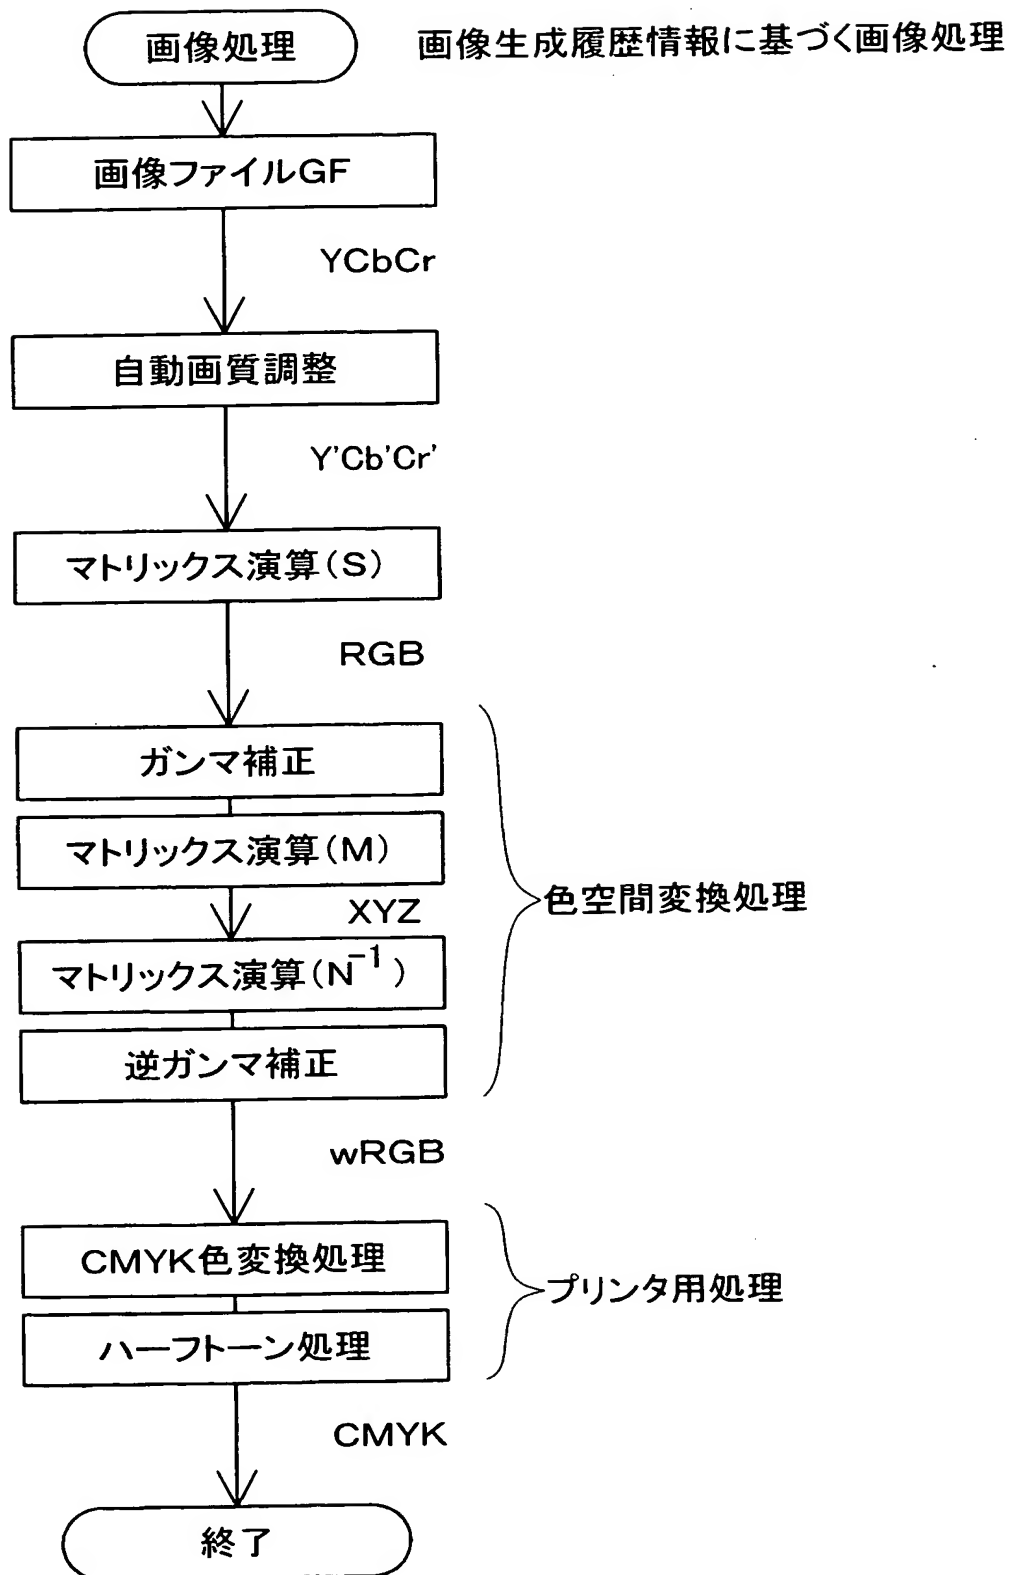 画像処理
画像生成履歴情報に基づく画像処理
画像ファイルGF
YCbCr
自動画質調整
Y'Cb'Cr'
マトリックス演算(S)
RGB
ガンマ補正
マトリックス演算(M)
XYZ
マトリックス演算(N⁻¹)
逆ガンマ補正
色空間変換処理
wRGB
CMYK色変換処理
ハーフトーン処理
プリンタ用処理
CMYK
終了